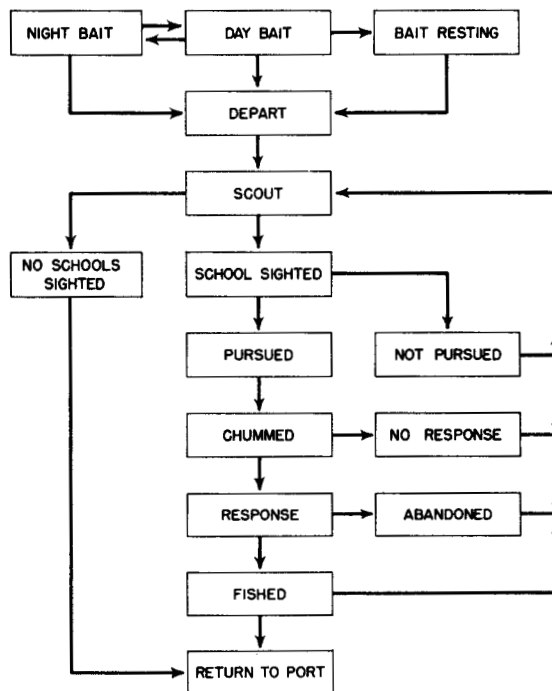 NIGHT BAIT
DAY BAIT
BAIT RESTING
DEPART
SCOUT
NO SCHOOLS
SIGHTED
SCHOOL SIGHTED
PURSUED
NOT PURSUED
CHUMMED
NO RESPONSE
RESPONSE
ABANDONED
FISHED
RETURN TO PORT